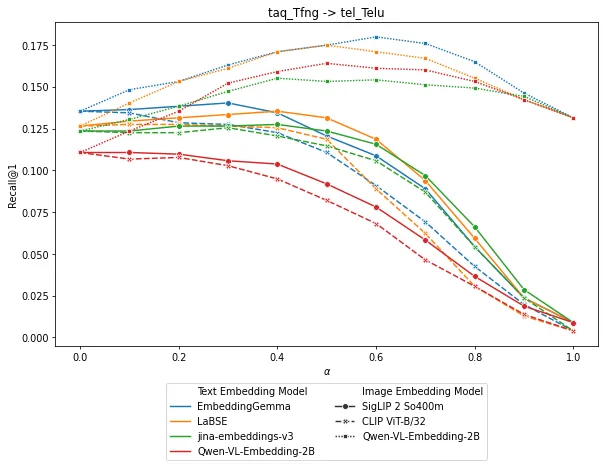 taq_Tfng -> tel_Telu
0.175
0.150
0.125
0.100
0.075
0.050
0.025
0.000
Recall@1
0.0 0.2 0.4 0.6 0.8 1.0
α
Text Embedding Model
EmbeddingGemma
LaBSE
jina-embeddings-v3
Qwen-VL-Embedding-2B
Image Embedding Model
SigLIP 2 So400m
CLIP ViT-B/32
Qwen-VL-Embedding-2B